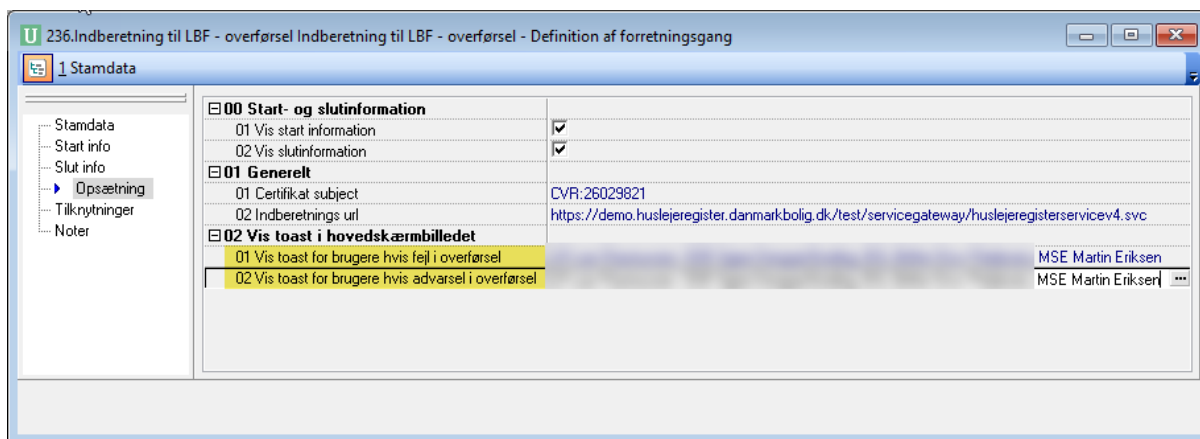 236.Indberetning til LBF - overførsel Indberetning til LBF - overførsel - Definition af forretningsgang
1 Stamdata
Stamdata
Start info
Slut info
Opsætning
Tilknytninger
Noter
00 Start- og slutinformation
01 Vis start information
02 Vis slutinformation
01 Generelt
01 Certifikat subject CVR:26029821
02 Indberetnings url https://demo.huslejeregister.danmarkbolig.dk/test/servicegateway/huslejeregisterservicev4.svc
02 Vis toast i hovedskærmbilledet
01 Vis toast for brugere hvis fejl i overførsel MSE Martin Eriksen
02 Vis toast for brugere hvis advarsel i overførsel MSE Martin Eriksen